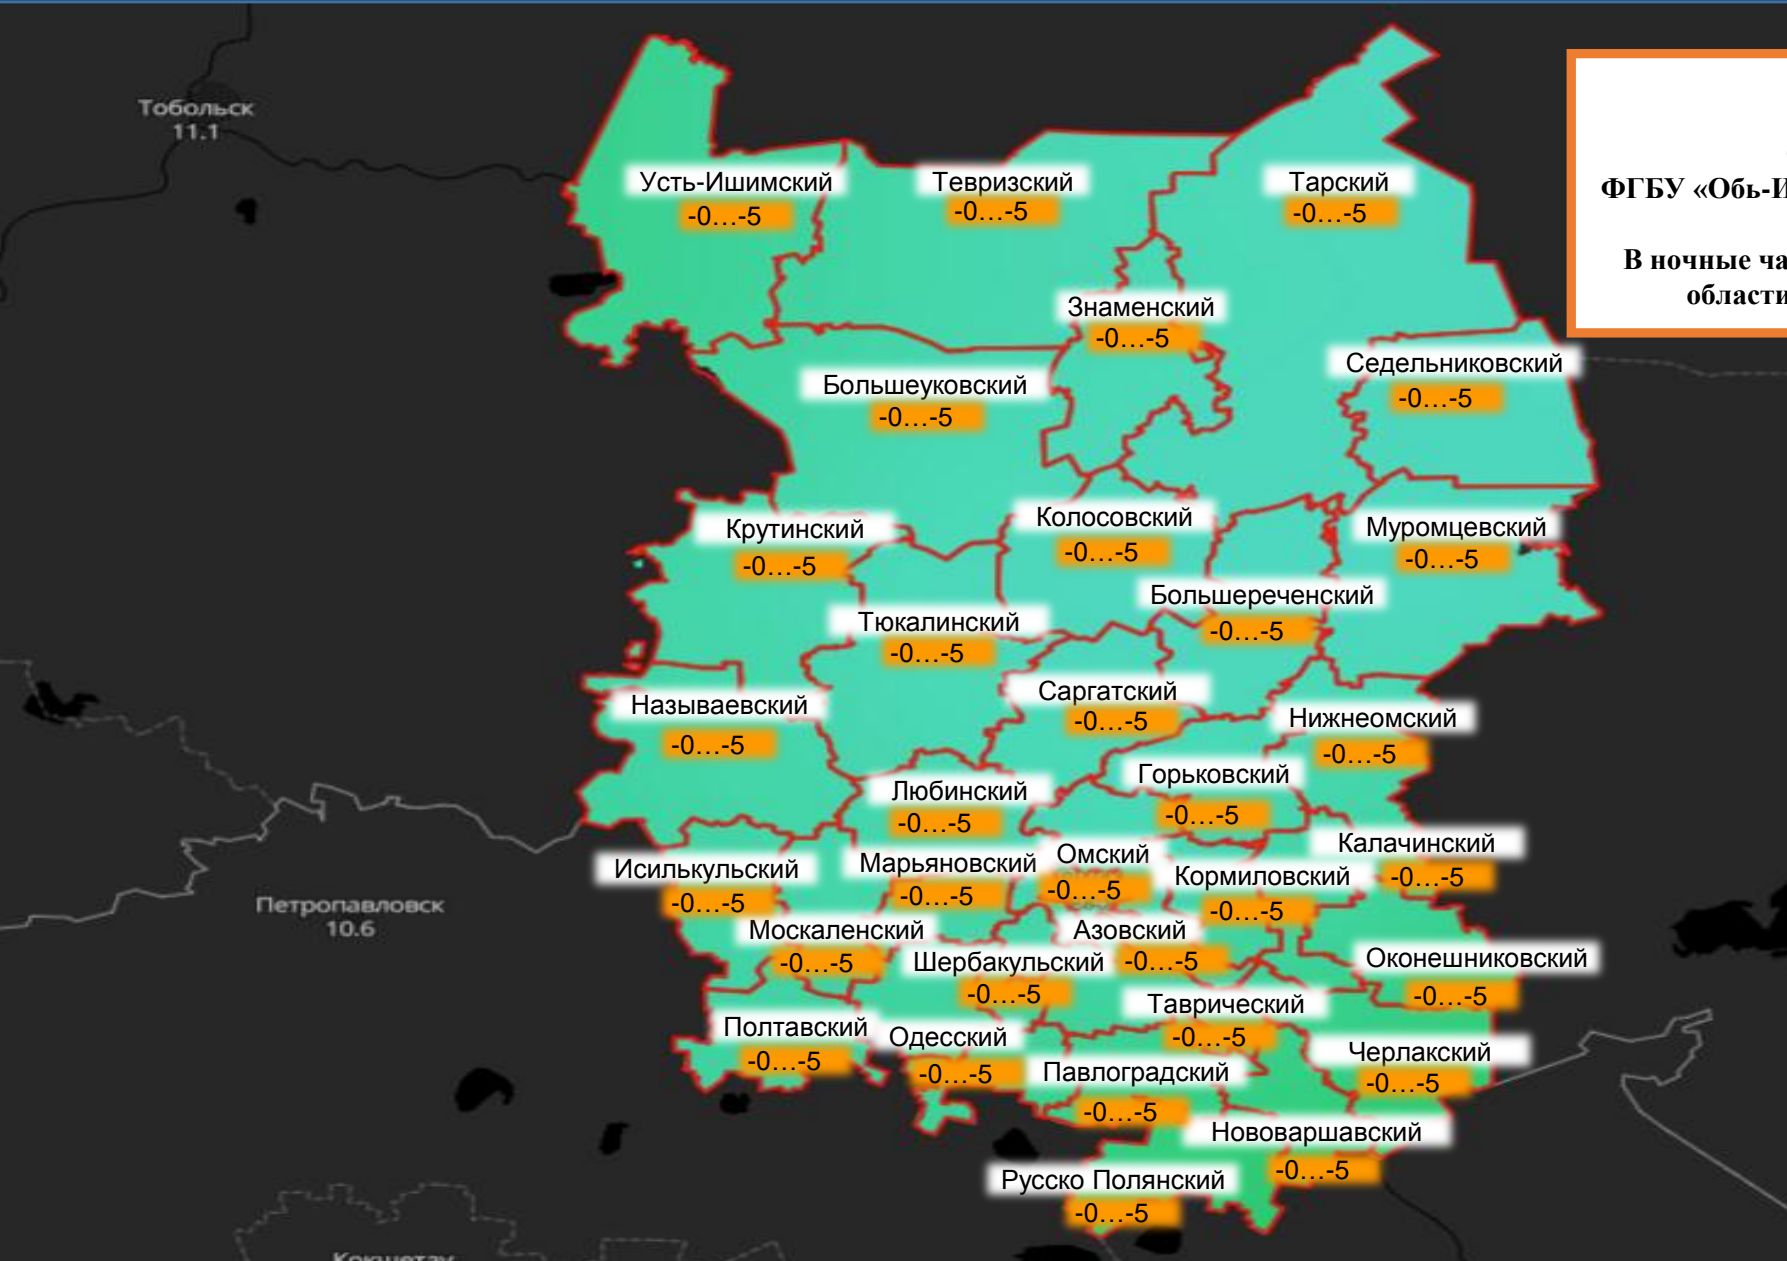 Тобольск
11.1
ФГБУ «Обь-И
Усть-Ишимский
-0...-5
Тевризский
-0...-5
Тарский
-0...-5
В ночные ча
области
Знаменский
-0...-5
Седельниковский
-0...-5
Большеуковский
-0...-5
Крутинский
-0...-5
Колосовский
-0...-5
Муромцевский
-0...-5
Большереченский
-0...-5
Тюкалинский
-0...-5
Саргатский
-0...-5
Называевский
-0...-5
Нижнеомский
-0...-5
Горьковский
-0...-5
Любинский
-0...-5
Калачинский
-0...-5
Исилькульский
-0...-5
Марьяновский
-0...-5
Омский
-0...-5
Кормиловский
-0...-5
Петропавловск
10.6
Москаленский
-0...-5
Азовский
-0...-5
Шербакульский
-0...-5
Оконешниковский
-0...-5
Таврический
-0...-5
Полтавский
-0...-5
Одесский
-0...-5
Черлакский
-0...-5
Павлоградский
-0...-5
Нововаршавский
-0...-5
Русско Полянский
-0...-5